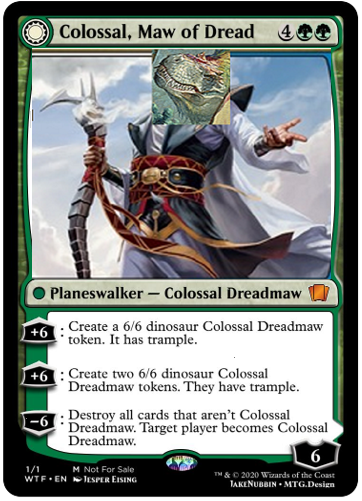 Colossal, Maw of Dread 4
Planeswalker — Colossal Dreadmaw
+6 : Create a 6/6 dinosaur Colossal Dreadmaw
token. It has trample.
+6 : Create two 6/6 dinosaur Colossal
Dreadmaw tokens. They have trample.
-6 : Destroy all cards that aren't Colossal
Dreadmaw. Target player becomes Colossal
Dreadmaw.
6
1/1 M Not For Sale
WTF • EN Jesper Eising
™ & © 2020 Wizards of the Coast
JakeNubbin • MTG.Design